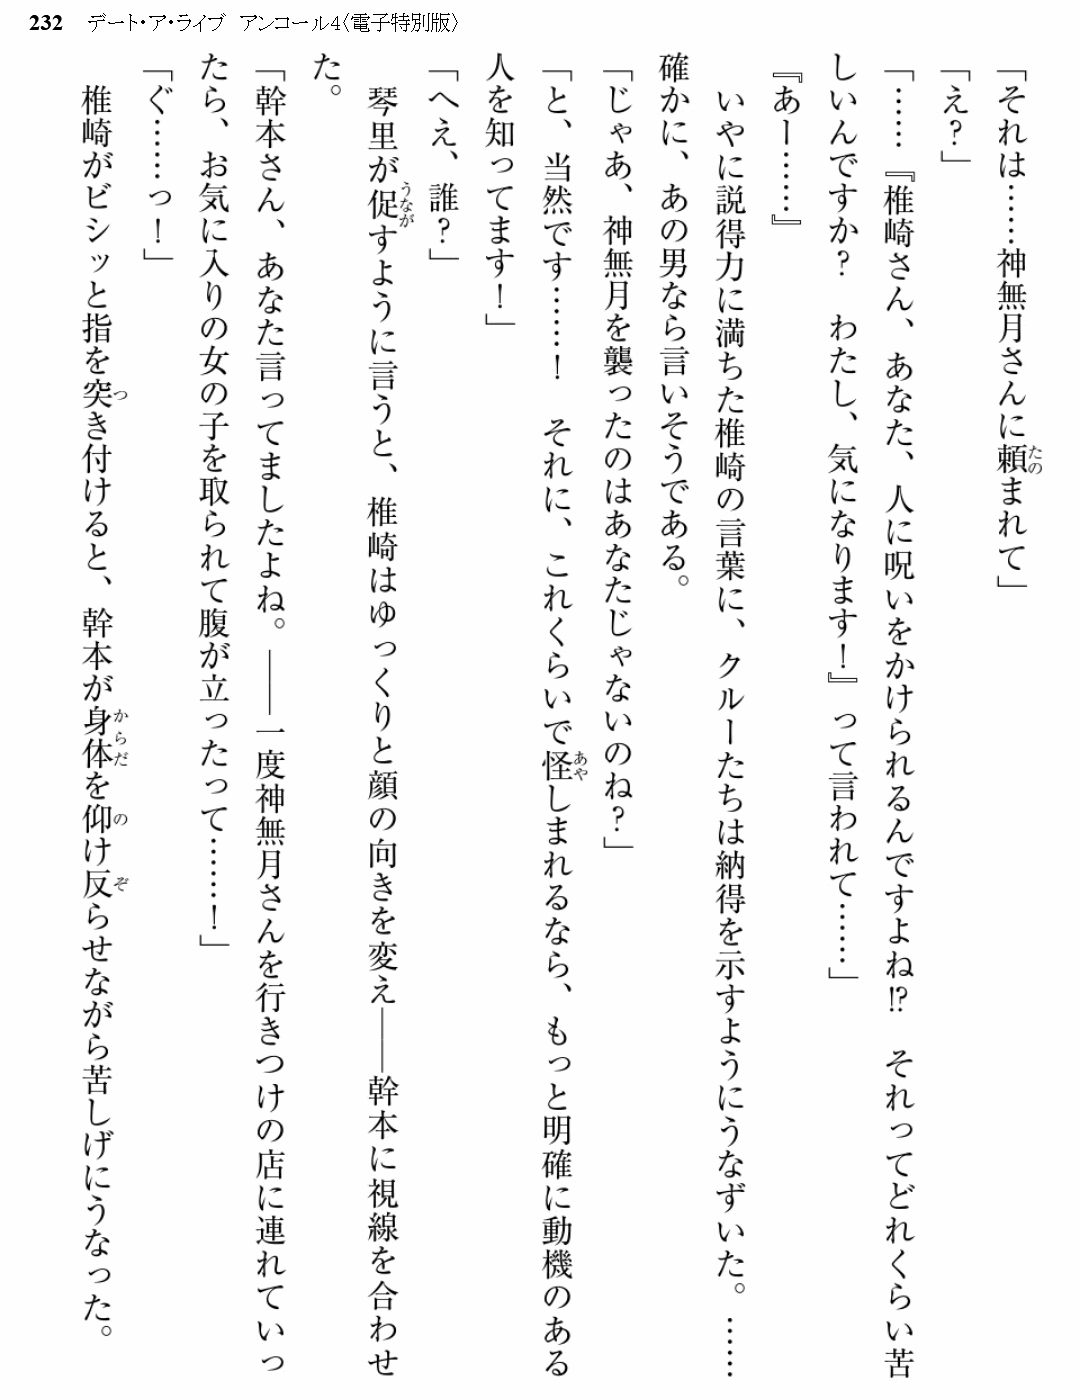 232 デート・ア・ライブ アンコール4〈電子特別版〉
「それは……神無月さんに頼まれて」
「え？」
「……『椎崎さん、あなた、人に呪いをかけられるんですよね!? それってどれくらい苦
しいんですか？ わたし、気になります！』って言われて……」
『あー……』
いやに説得力に満ちた椎崎の言葉に、クルーたちは納得を示すようにうなずいた。……
確かに、あの男なら言いそうである。
「じゃあ、神無月を襲ったのはあなたじゃないのね？」
「と、当然です……！ それに、これくらいで怪しまれるなら、もっと明確に動機のある
人を知ってます！」
「へえ、誰？」
琴里が促すように言うと、椎崎はゆっくりと顔の向きを変え――幹本に視線を合わせ
た。
「幹本さん、あなた言ってましたよね。――一度神無月さんを行きつけの店に連れていっ
たら、お気に入りの女の子を取られて腹が立ったって……！」
「ぐ……っ！」
椎崎がビシッと指を突き付けると、幹本が身体を仰け反らせながら苦しげにうなった。